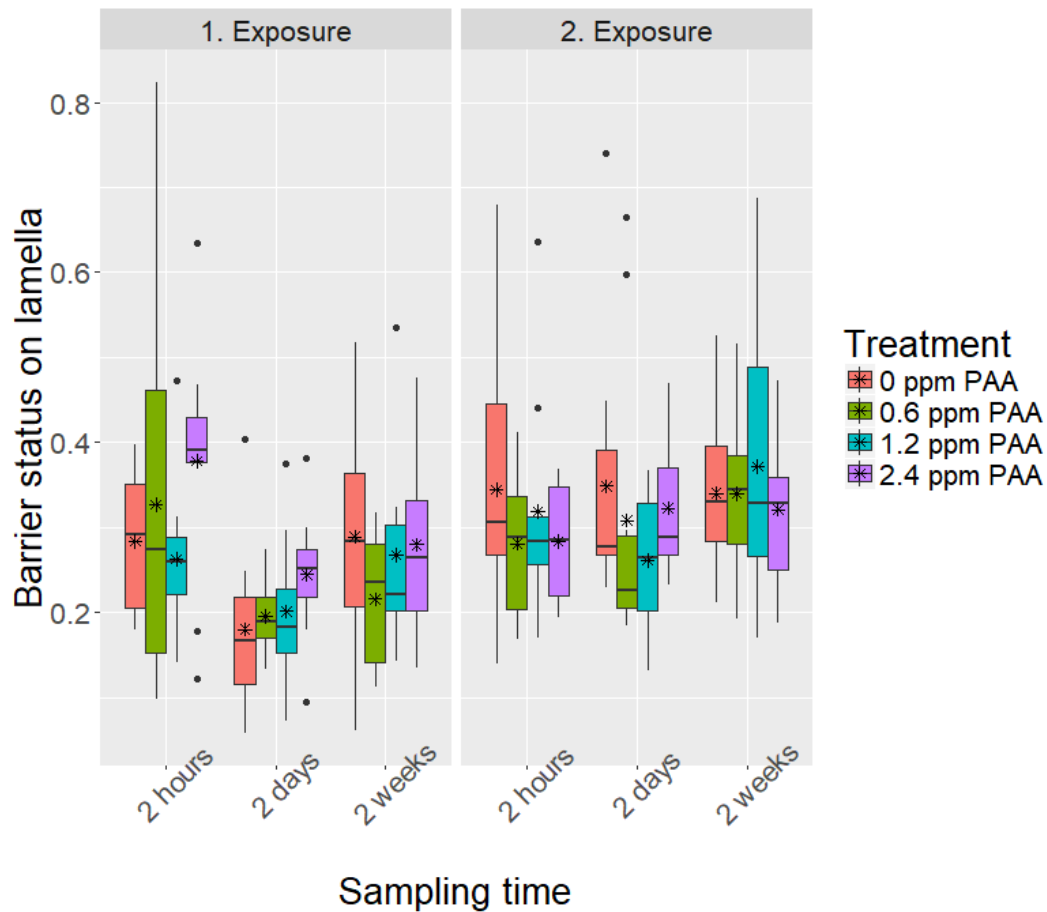 1. Exposure
2. Exposure
Barrier status on lamella
0.8
0.6
0.4
0.2
2 hours
2 days
2 weeks
2 hours
2 days
2 weeks
Sampling time
Treatment
0 ppm PAA
0.6 ppm PAA
1.2 ppm PAA
2.4 ppm PAA